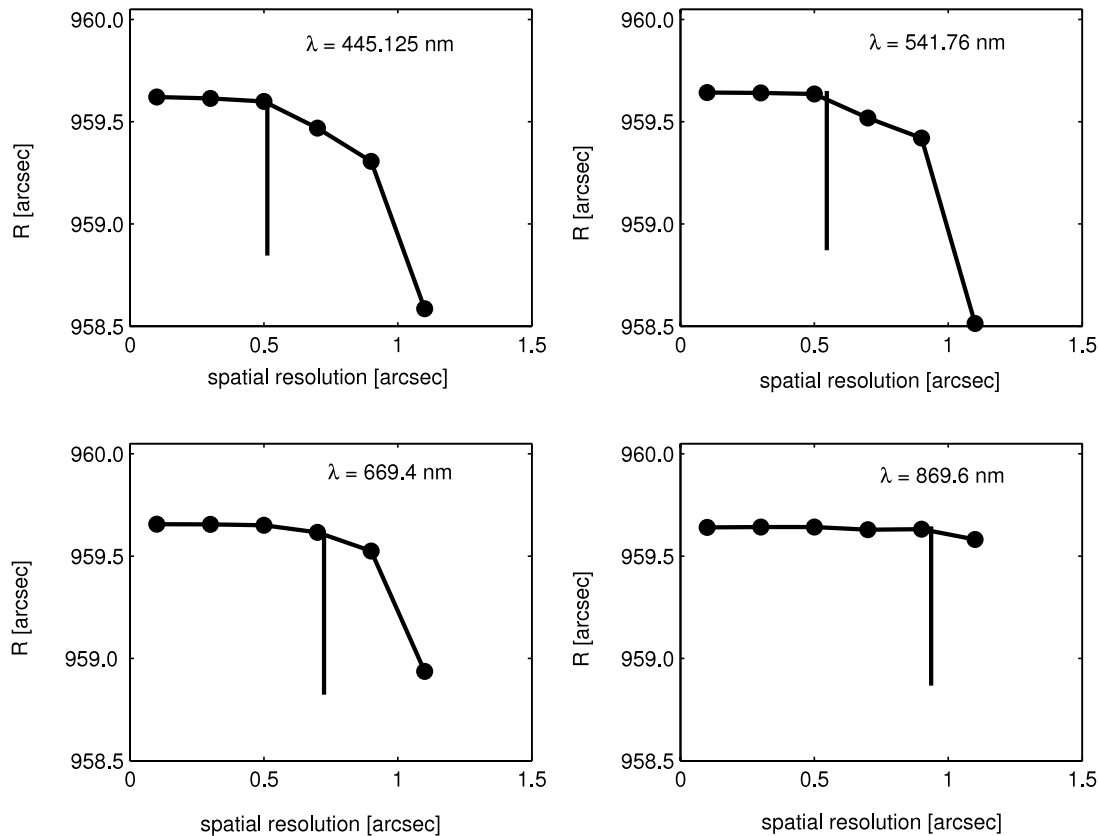 λ = 445.125 nm
960.0
959.5
959.0
958.5
R [arcsec]
0
0.5
1
1.5
spatial resolution [arcsec]
λ = 541.76 nm
960.0
959.5
959.0
958.5
R [arcsec]
0
0.5
1
1.5
spatial resolution [arcsec]
λ = 669.4 nm
960.0
959.5
959.0
958.5
R [arcsec]
0
0.5
1
1.5
spatial resolution [arcsec]
λ = 869.6 nm
960.0
959.5
959.0
958.5
R [arcsec]
0
0.5
1
1.5
spatial resolution [arcsec]